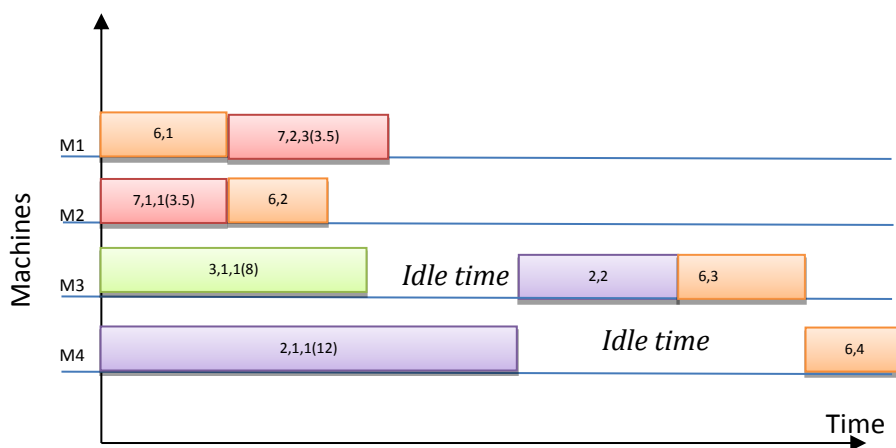 Machines
M1
6,1
7,2,3(3.5)
M2
7,1,1(3.5)
6,2
M3
3,1,1(8)
Idle time
2,2
6,3
M4
2,1,1(12)
Idle time
6,4
Time